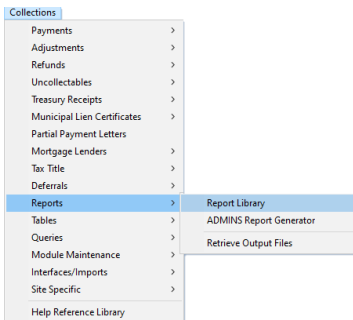 Collections
Payments
Adjustments
Refunds
Uncollectables
Treasury Receipts
Municipal Lien Certificates
Partial Payment Letters
Mortgage Lenders
Tax Title
Deferrals
Reports
Tables
Queries
Module Maintenance
Interfaces/Imports
Site Specific
Help Reference Library
Report Library
ADMINS Report Generator
Retrieve Output Files